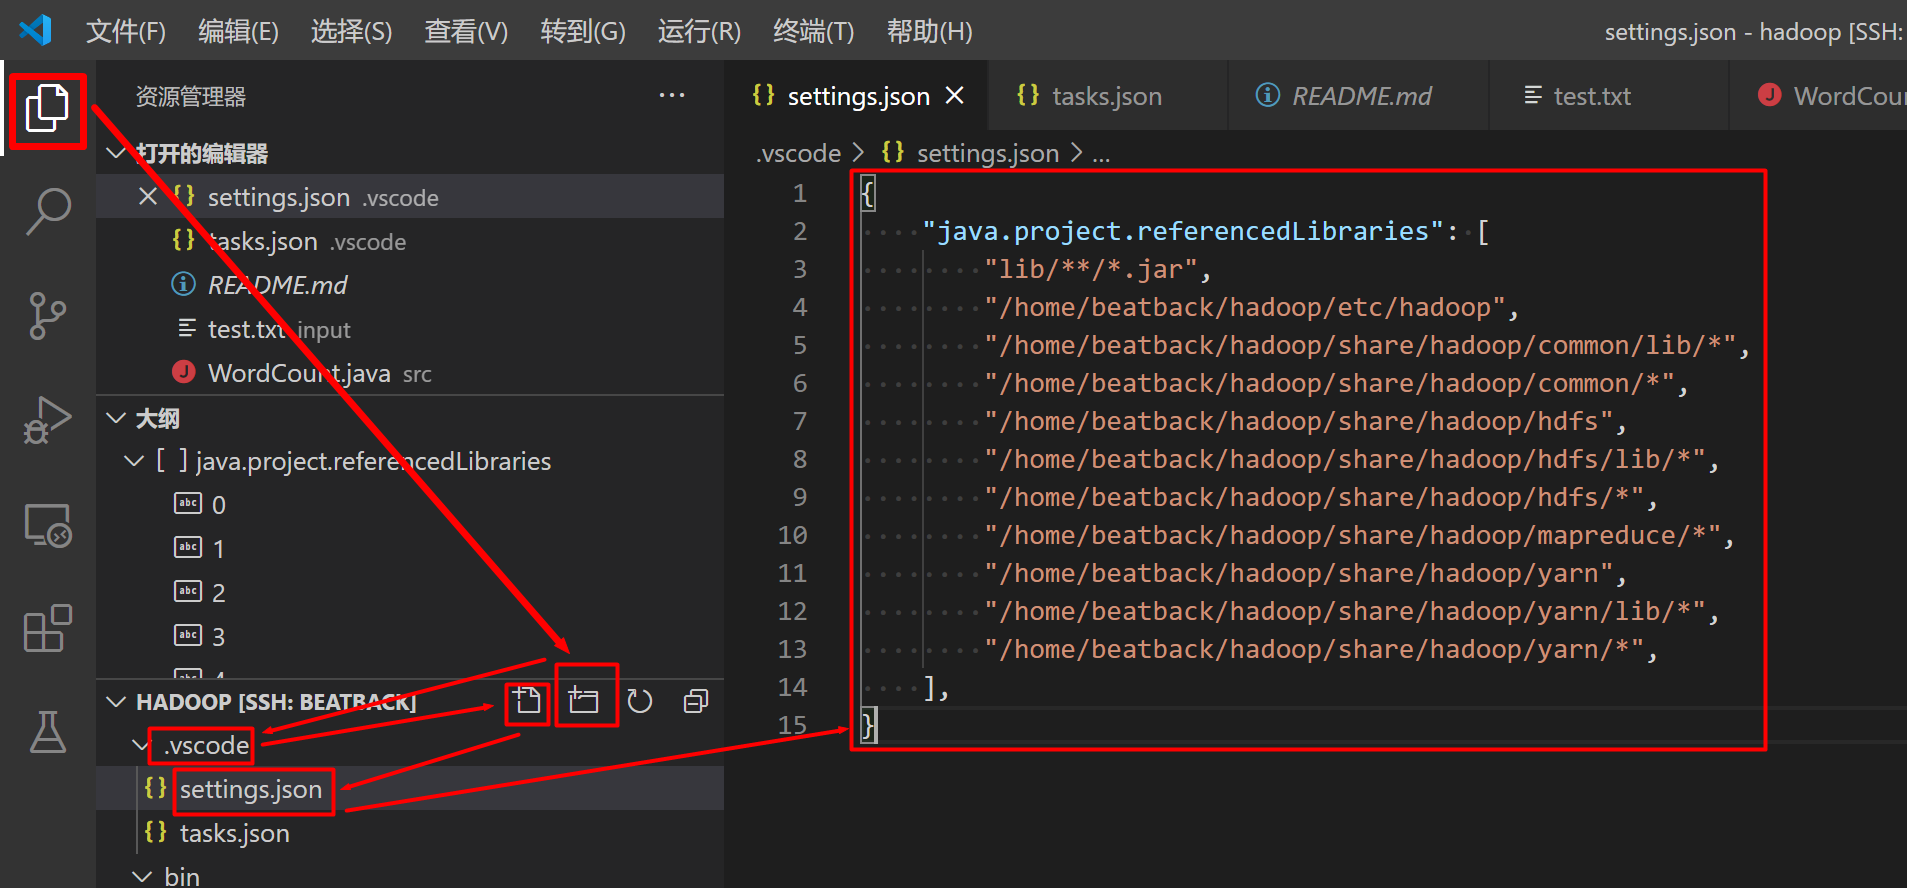 文件(F) 编辑(E) 选择(S) 查看(V) 转到(G) 运行(R) 终端(T) 帮助(H) settings.json - hadoop [SSH:
资源管理器
打开的编辑器
settings.json .vscode
tasks.json .vscode
README.md
test.txt input
WordCount.java src
大纲
[ ] java.project.referencedLibraries
abc 0
abc 1
abc 2
abc 3
HADOOP [SSH: BEATBACK]
.vscode
{} settings.json
{} tasks.json
bin
{} settings.json {} tasks.json README.md test.txt J WordCou
.vscode > {} settings.json > ...
1 {
2 "java.project.referencedLibraries": [
3 "lib/**/*.jar",
4 "/home/beatback/hadoop/etc/hadoop",
5 "/home/beatback/hadoop/share/hadoop/common/lib/*",
6 "/home/beatback/hadoop/share/hadoop/common/*",
7 "/home/beatback/hadoop/share/hadoop/hdfs",
8 "/home/beatback/hadoop/share/hadoop/hdfs/lib/*",
9 "/home/beatback/hadoop/share/hadoop/hdfs/*",
10 "/home/beatback/hadoop/share/hadoop/mapreduce/*",
11 "/home/beatback/hadoop/share/hadoop/yarn",
12 "/home/beatback/hadoop/share/hadoop/yarn/lib/*",
13 "/home/beatback/hadoop/share/hadoop/yarn/*",
14 ],
15 }